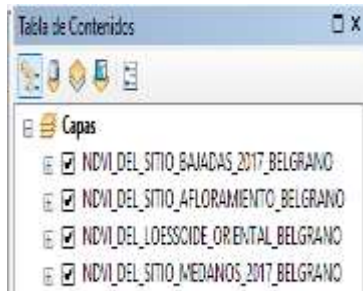 Tabla de Contenidos
Capas
NDVI_DEL_SITIO_BAJADAS_2017_BELGRANO
NDVI_DEL_SITIO_AFLORAMIENTO_BELGRANO
NDVI_DEL_LOESSOIDE_ORIENTAL_BELGRANO
NDVI_DEL_SITIO_MEDANOS_2017_BELGRANO